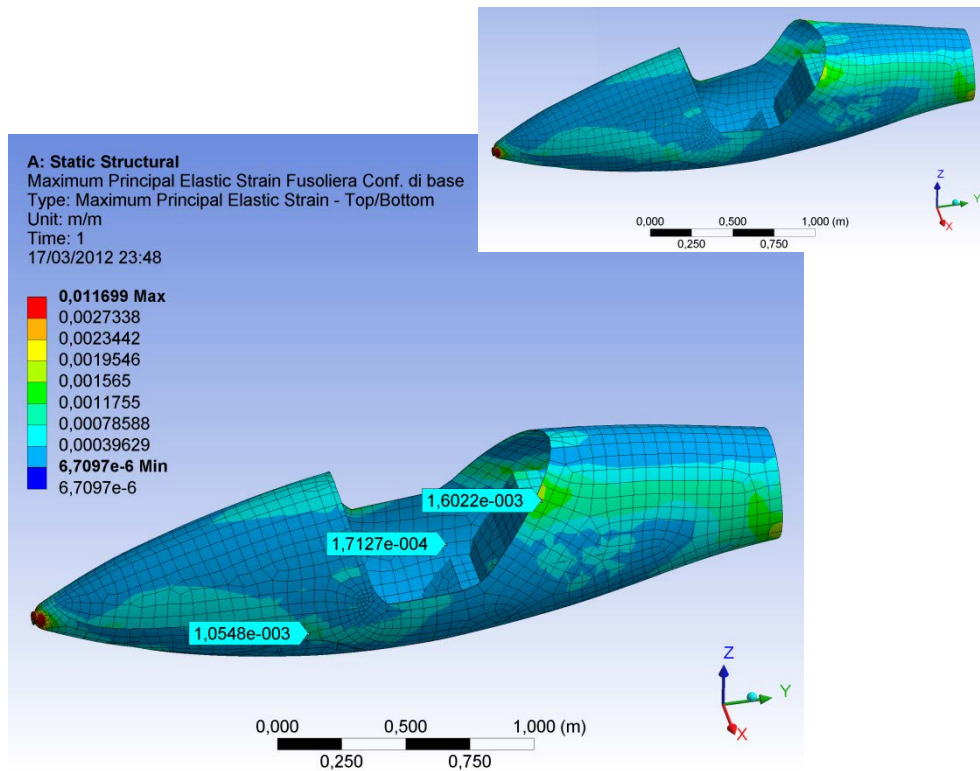 Z
Y
X
0,000 0,500 1,000 (m)
0,250 0,750
A: Static Structural
Maximum Principal Elastic Strain Fusoliera Conf. di base
Type: Maximum Principal Elastic Strain - Top/Bottom
Unit: m/m
Time: 1
17/03/2012 23:48
0,011699 Max
0,0027338
0,0023442
0,0019546
0,001565
0,0011755
0,00078588
0,00039629
6,7097e-6 Min
6,7097e-6
1,6022e-003
1,7127e-004
1,0548e-003
Z
Y
X
0,000 0,500 1,000 (m)
0,250 0,750